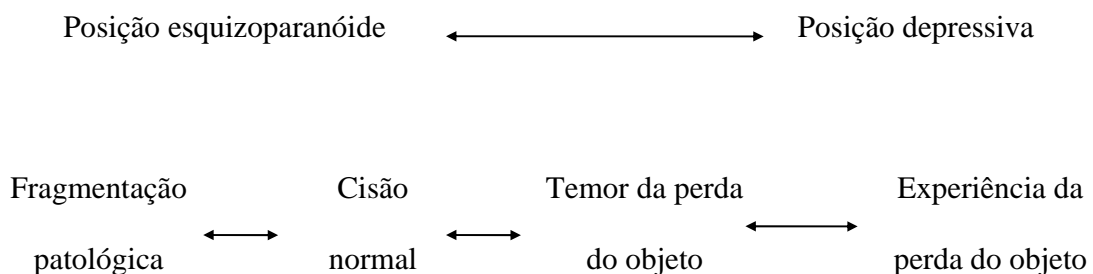 Posição esquizoparanóide Posição depressiva
Fragmentação Cisão Temor da perda Experiência da
patológica normal do objeto perda do objeto